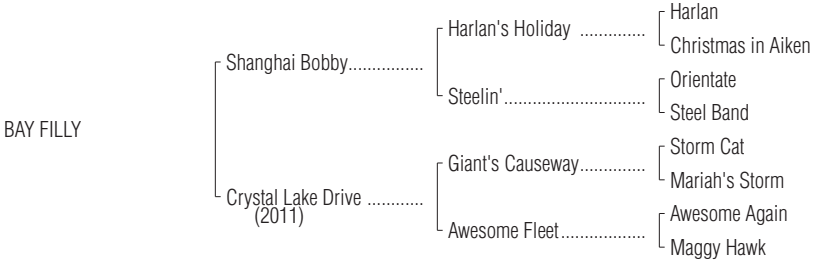 Harlan
Harlan's Holiday ..............
Christmas in Aiken
Shanghai Bobby................
Orientate
Steelin'..............................
Steel Band
BAY FILLY
Storm Cat
Giant's Causeway..............
Mariah's Storm
Crystal Lake Drive ............
(2011)
Awesome Again
Awesome Fleet..................
Maggy Hawk